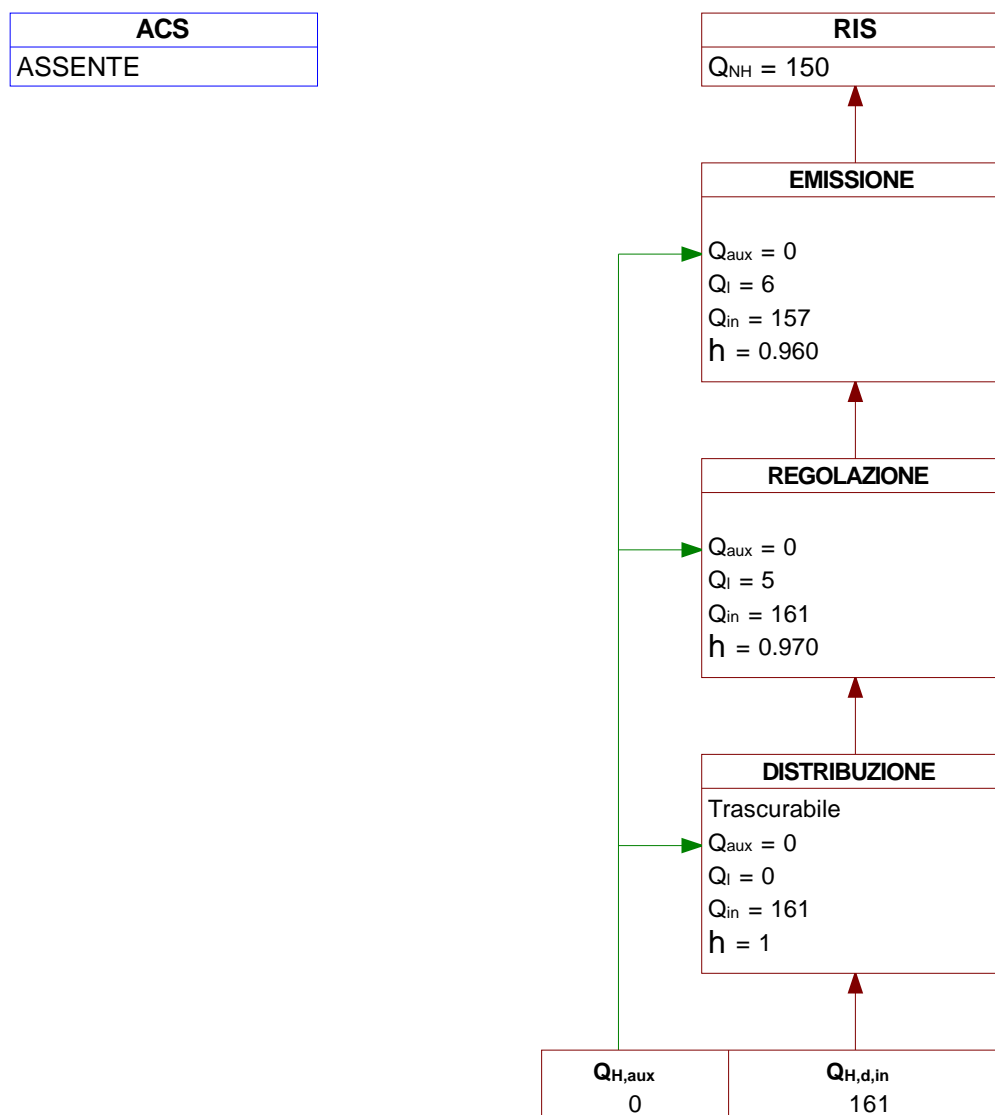 ACS
ASSENTE
RIS
QNH = 150
EMISSIONE
Qaux = 0
Ql = 6
Qin = 157
h = 0.960
REGOLAZIONE
Qaux = 0
Ql = 5
Qin = 161
h = 0.970
DISTRIBUZIONE
Trascurabile
Qaux = 0
Ql = 0
Qin = 161
h = 1
QH,aux
0
QH,d,in
161